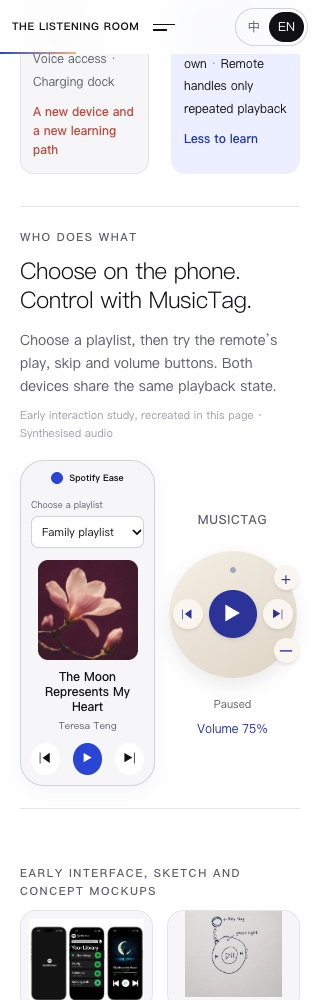 THE LISTENING ROOM
中 EN
Voice access ·
Charging dock
A new device and
a new learning
path
own · Remote
handles only
repeated playback
Less to learn
WHO DOES WHAT
Choose on the phone.
Control with MusicTag.
Choose a playlist, then try the remote's
play, skip and volume buttons. Both
devices share the same playback state.
Early interaction study, recreated in this page ·
Synthesised audio
Spotify Ease
Choose a playlist
Family playlist
The Moon
Represents My
Heart
Teresa Teng
MUSICTAG
+
−
Paused
Volume 75%
EARLY INTERFACE, SKETCH AND
CONCEPT MOCKUPS
Your Library